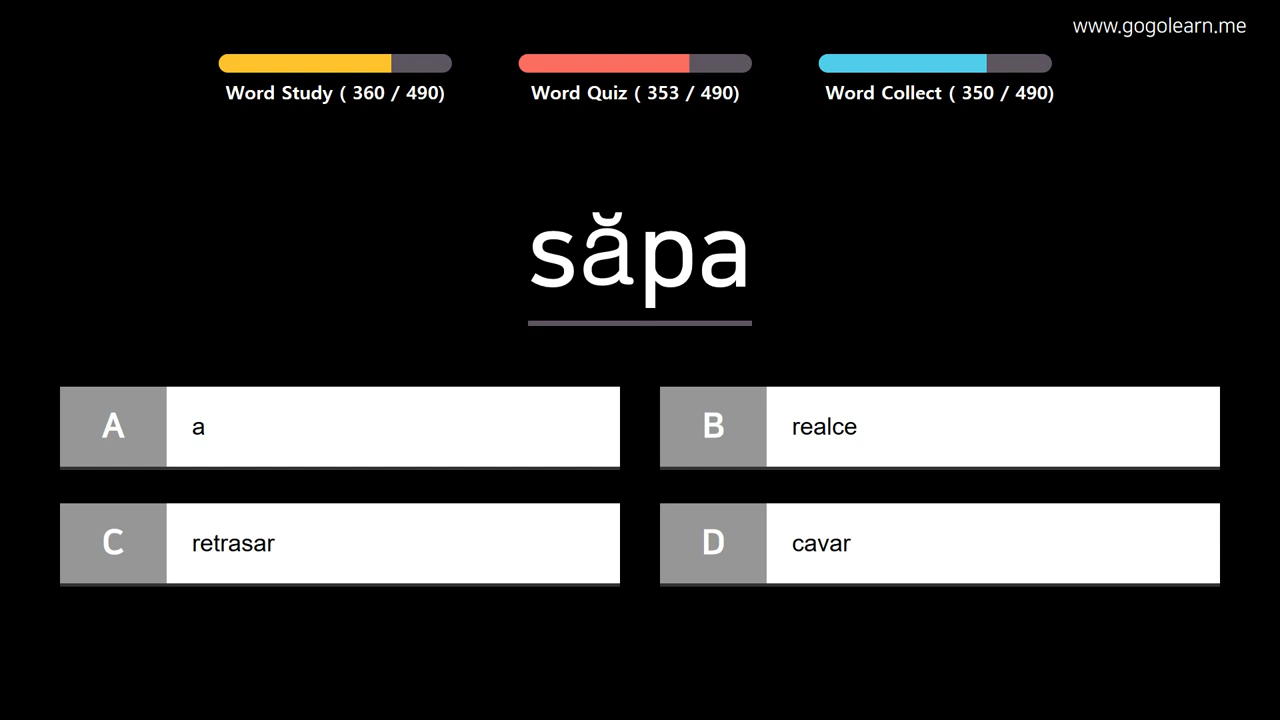 www.gogolearn.me
Word Study ( 360 / 490)
Word Quiz ( 353 / 490)
Word Collect ( 350 / 490)
săpa
A a
B realce
C retrasar
D cavar